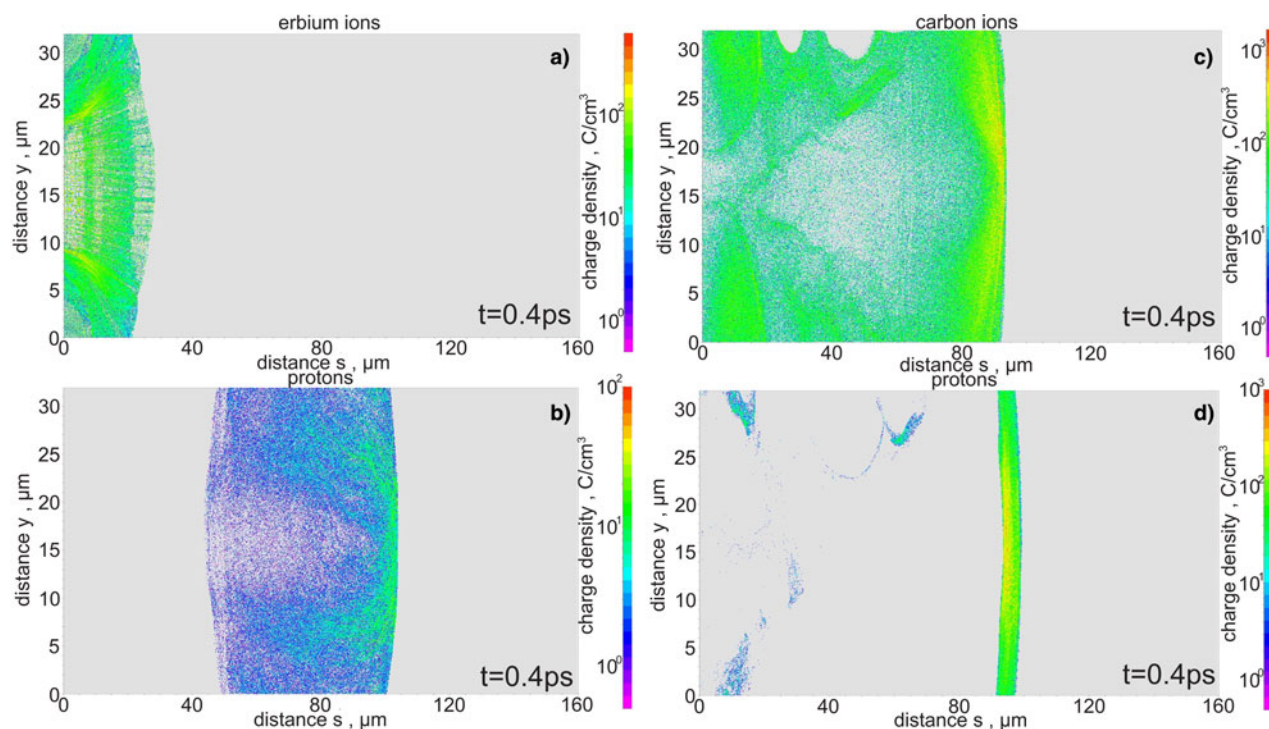 erbium ions
a)
30
25
20
15
10
5
0
distance y , µm
0 40 80 120 160
distance s , µm
t=0.4ps
charge density , C/cm³
10²
10¹
10⁰
carbon ions
c)
30
25
20
15
10
5
0
distance y , µm
0 40 80 120 160
distance s , µm
t=0.4ps
charge density , C/cm³
10³
10²
10¹
10⁰
protons
b)
30
25
20
15
10
5
0
distance y , µm
0 40 80 120 160
distance s , µm
t=0.4ps
charge density , C/cm³
10²
10¹
10⁰
protons
d)
30
25
20
15
10
5
0
distance y , µm
0 40 80 120 160
distance s , µm
t=0.4ps
charge density , C/cm³
10³
10²
10¹
10⁰